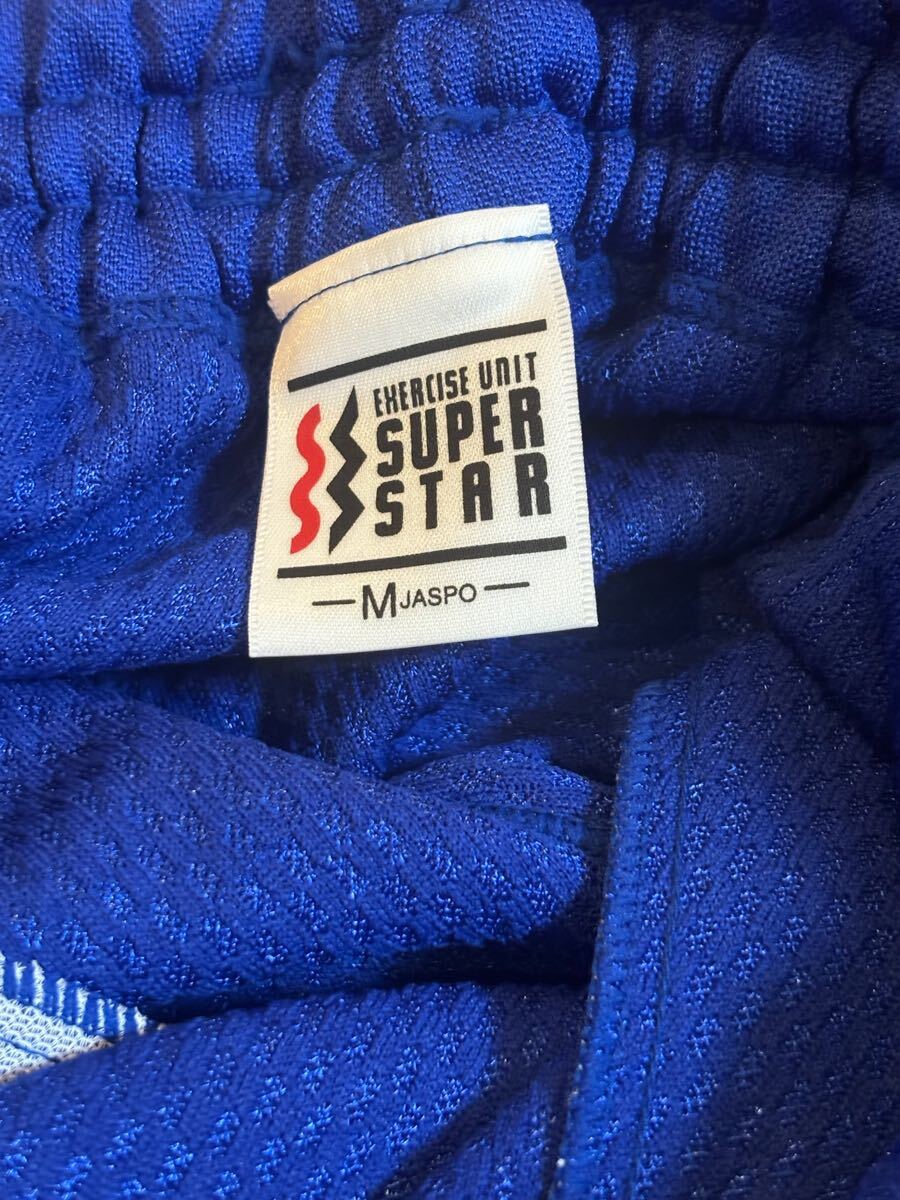 EXERCISE UNIT
SUPER
STAR
M JASPO